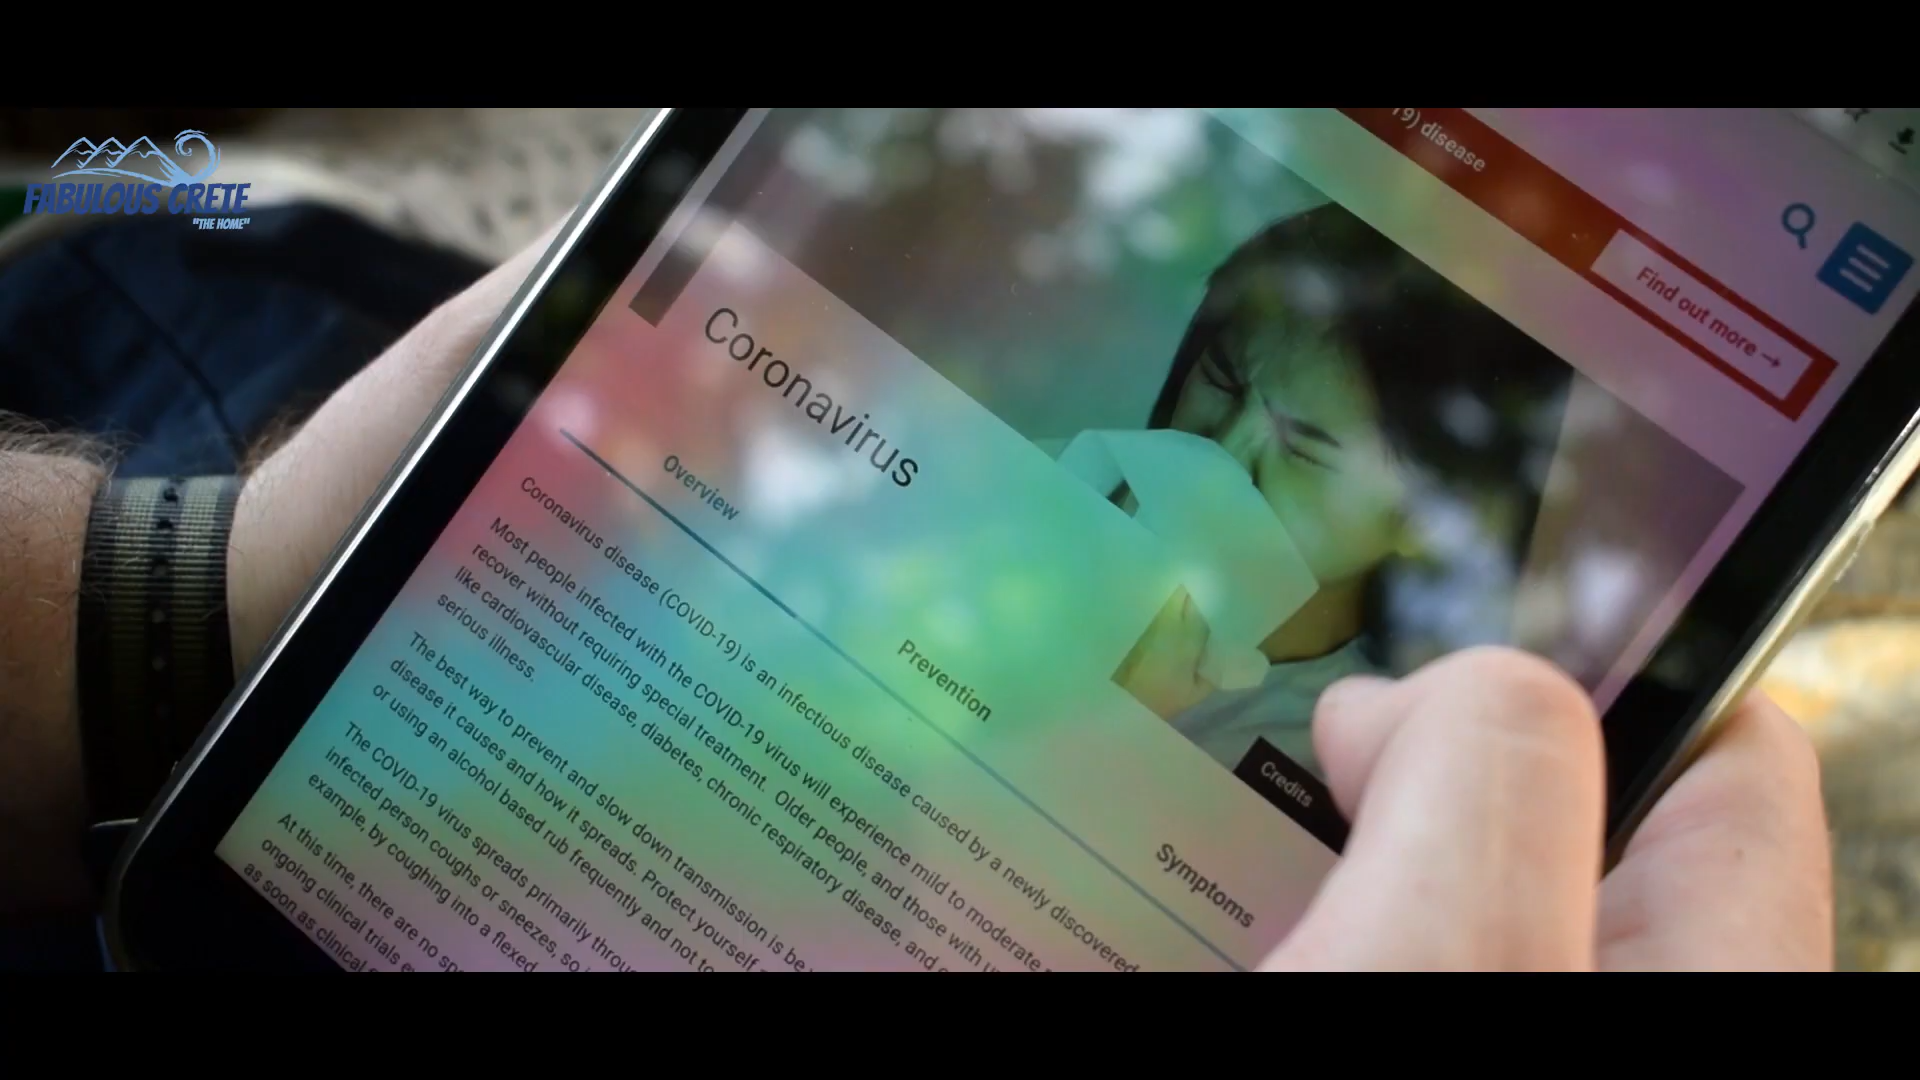 FABULOUS CRETE
"THE HOME"
19) disease
Find out more →
Coronavirus
Overview
Prevention
Symptoms
Credits
Coronavirus disease (COVID-19) is an infectious disease caused by a newly discovered
Most people infected with the COVID-19 virus will experience mild to moderate
recover without requiring special treatment. Older people, and those with
like cardiovascular disease, diabetes, chronic respiratory disease, and
serious illness.
The best way to prevent and slow down transmission is be
disease it causes and how it spreads. Protect yourself
or using an alcohol based rub frequently and not to
The COVID-19 virus spreads primarily
infected person coughs or sneezes, so
example, by coughing into a flexed
At this time, there are no
ongoing clinical trials
as soon as clinical